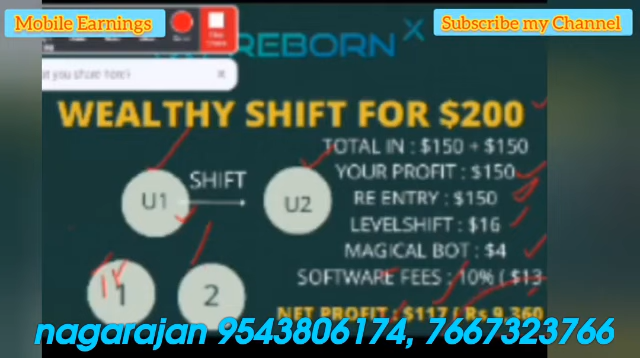 Mobile Earnings
Subscribe my Channel
REBORN X
WEALTHY SHIFT FOR $200
TOTAL IN : $150 + $150
YOUR PROFIT : $150
RE ENTRY : $150
U1
SHIFT
U2
LEVELSHIFT : $16
MAGICAL BOT : $4
SOFTWARE FEES : 10% ( $13
1
2
NET PROFIT : $117 ( Rs 9,360
nagarajan 9543806174, 7667323766